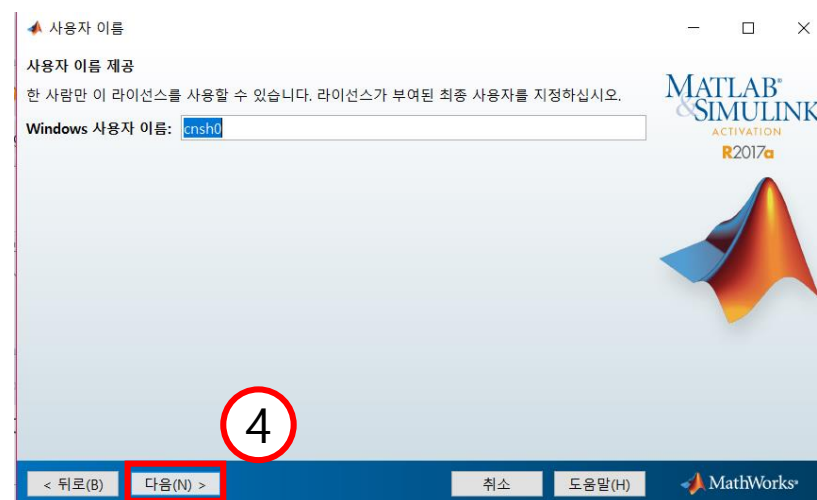 사용자 이름
사용자 이름 제공
한 사람만 이 라이선스를 사용할 수 있습니다. 라이선스가 부여된 최종 사용자를 지정하십시오.
Windows 사용자 이름: cnsh0
MATLAB®
&SIMULINK
ACTIVATION
R2017a
4
< 뒤로(B) 다음(N) > 취소 도움말(H) MathWorks®